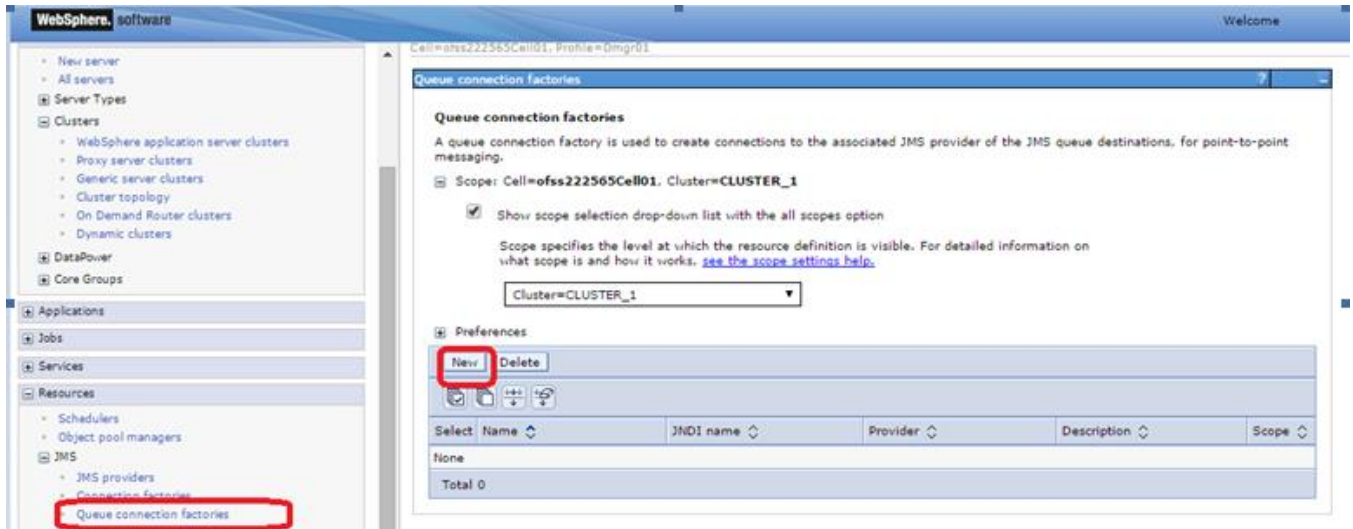 WebSphere. software
Welcome
New server
All servers
Server Types
Clusters
WebSphere application server clusters
Proxy server clusters
Generic server clusters
Cluster topology
On Demand Router clusters
Dynamic clusters
DataPower
Core Groups
Applications
Jobs
Services
Resources
Schedulers
Object pool managers
JMS
JMS providers
Connection factories
Queue connection factories
Cell=ofss222565Cell01, Profile=Dmgr01
Queue connection factories ? -
Queue connection factories
A queue connection factory is used to create connections to the associated JMS provider of the JMS queue destinations, for point-to-point
messaging.
Scope: Cell=ofss222565Cell01, Cluster=CLUSTER_1
Show scope selection drop-down list with the all scopes option
Scope specifies the level at which the resource definition is visible. For detailed information on
what scope is and how it works, see the scope settings help.
Cluster=CLUSTER_1
Preferences
New Delete
Select Name JNDI name Provider Description Scope
None
Total 0